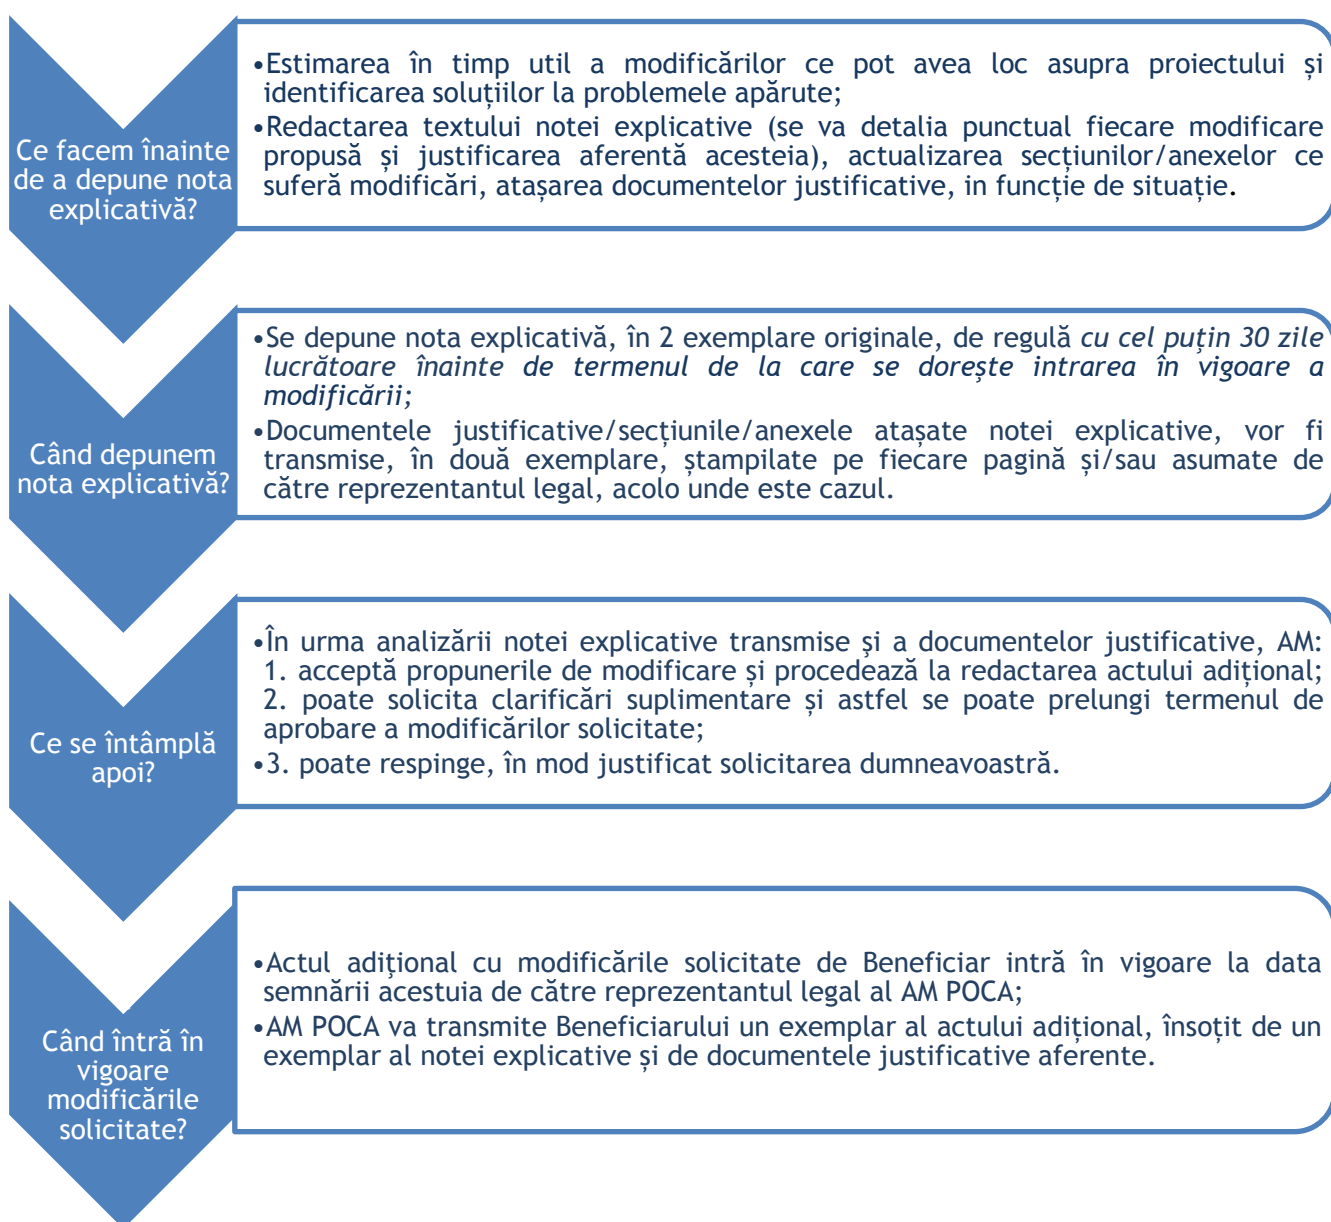 Ce facem înainte
de a depune nota
explicativă?
•Estimarea în timp util a modificărilor ce pot avea loc asupra proiectului și
identificarea soluțiilor la problemele apărute;
•Redactarea textului notei explicative (se va detalia punctual fiecare modificare
propusă și justificarea aferentă acesteia), actualizarea secțiunilor/anexelor ce
suferă modificări, atașarea documentelor justificative, in funcție de situație.
Când depunem
nota explicativă?
•Se depune nota explicativă, în 2 exemplare originale, de regulă cu cel puțin 30 zile
lucrătoare înainte de termenul de la care se dorește intrarea în vigoare a
modificării;
•Documentele justificative/secțiunile/anexele atașate notei explicative, vor fi
transmise, în două exemplare, ștampilate pe fiecare pagină și/sau asumate de
către reprezentantul legal, acolo unde este cazul.
Ce se întâmplă
apoi?
•În urma analizării notei explicative transmise şi a documentelor justificative, AM:
1. acceptă propunerile de modificare și procedează la redactarea actului adițional;
2. poate solicita clarificări suplimentare și astfel se poate prelungi termenul de
aprobare a modificărilor solicitate;
•3. poate respinge, în mod justificat solicitarea dumneavoastră.
Când întră în
vigoare
modificările
solicitate?
•Actul adiţional cu modificările solicitate de Beneficiar intră în vigoare la data
semnării acestuia de către reprezentantul legal al AM POCA;
•AM POCA va transmite Beneficiarului un exemplar al actului adițional, însoțit de un
exemplar al notei explicative și de documentele justificative aferente.